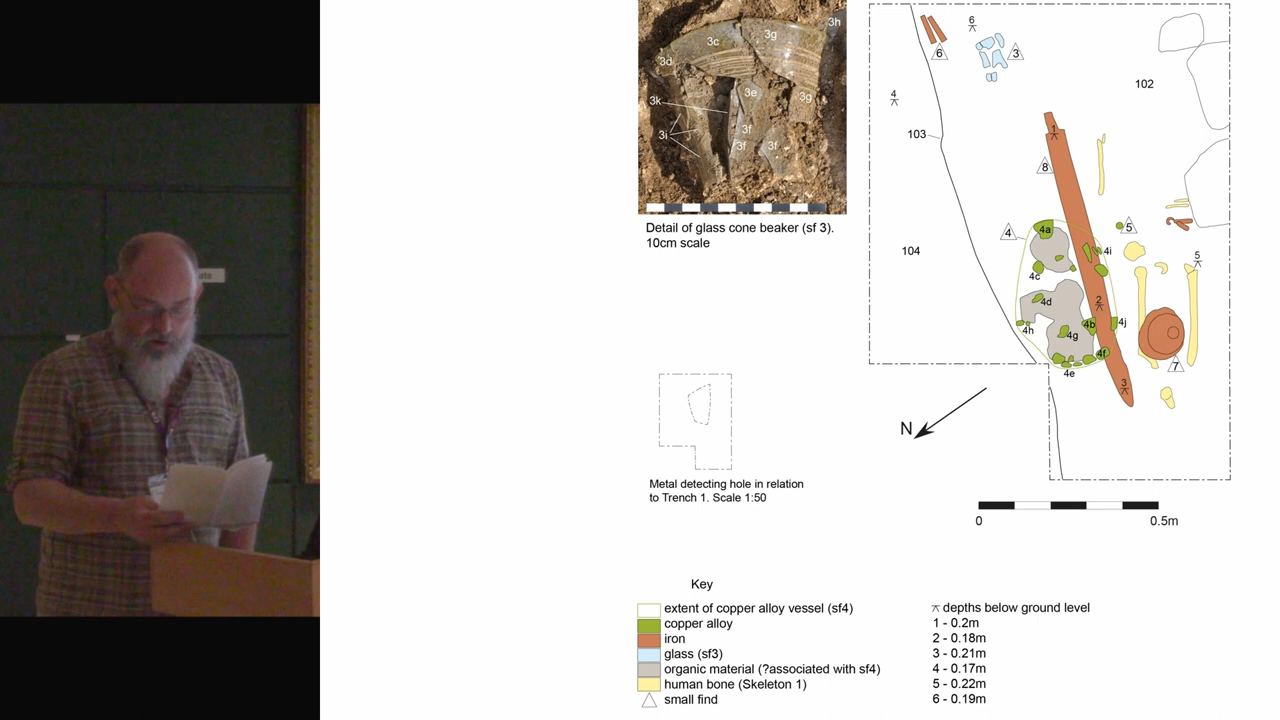 ate
3c
3g
3h
3d
3k
3e
3g
3i
3f
3f
3f
Detail of glass cone beaker (sf 3).
10cm scale
Metal detecting hole in relation
to Trench 1. Scale 1:50
6
6
3
4
102
103
1
8
104
4
4a
5
4i
4c
5
4d
2
4h
4b
4j
4g
4f
7
4e
3
N
0
0.5m
Key
extent of copper alloy vessel (sf4)
copper alloy
iron
glass (sf3)
organic material (?associated with sf4)
human bone (Skeleton 1)
small find
depths below ground level
1 - 0.2m
2 - 0.18m
3 - 0.21m
4 - 0.17m
5 - 0.22m
6 - 0.19m